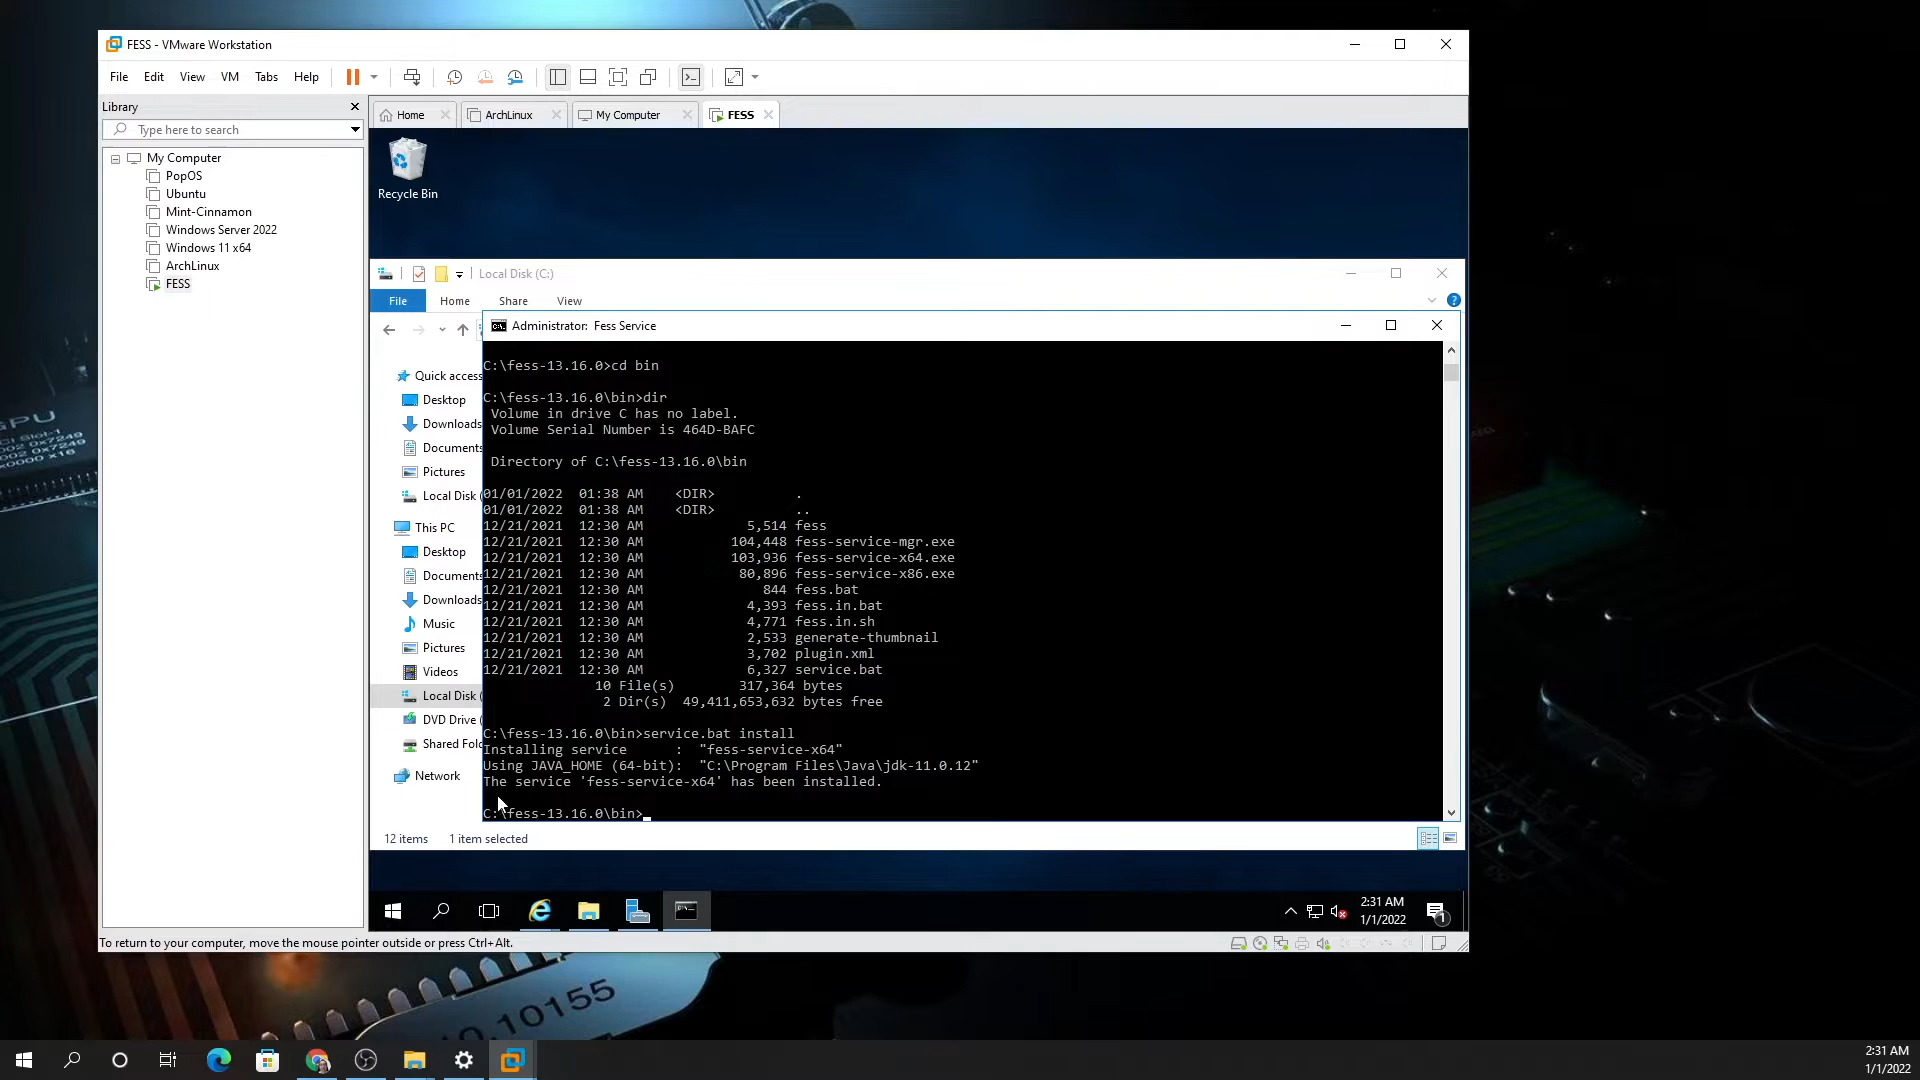 FESS - VMware Workstation
File Edit View VM Tabs Help
Library
Type here to search
My Computer
PopOS
Ubuntu
Mint-Cinnamon
Windows Server 2022
Windows 11 x64
ArchLinux
FESS
Home ArchLinux My Computer FESS
Recycle Bin
Local Disk (C:)
File Home Share View
Quick access
Desktop
Downloads
Documents
Pictures
Local Disk (
This PC
Desktop
Documents
Downloads
Music
Pictures
Videos
Local Disk (
DVD Drive (
Shared Fol
Network
12 items 1 item selected
Administrator: Fess Service
C:\fess-13.16.0>cd bin
C:\fess-13.16.0\bin>dir
Volume in drive C has no label.
Volume Serial Number is 464D-BAFC
Directory of C:\fess-13.16.0\bin
01/01/2022 01:38 AM <DIR> .
01/01/2022 01:38 AM <DIR> ..
12/21/2021 12:30 AM 5,514 fess
12/21/2021 12:30 AM 104,448 fess-service-mgr.exe
12/21/2021 12:30 AM 103,936 fess-service-x64.exe
12/21/2021 12:30 AM 80,896 fess-service-x86.exe
12/21/2021 12:30 AM 844 fess.bat
12/21/2021 12:30 AM 4,393 fess.in.bat
12/21/2021 12:30 AM 4,771 fess.in.sh
12/21/2021 12:30 AM 2,533 generate-thumbnail
12/21/2021 12:30 AM 3,702 plugin.xml
12/21/2021 12:30 AM 6,327 service.bat
10 File(s) 317,364 bytes
2 Dir(s) 49,411,653,632 bytes free
C:\fess-13.16.0\bin>service.bat install
Installing service : "fess-service-x64"
Using JAVA_HOME (64-bit): "C:\Program Files\Java\jdk-11.0.12"
The service 'fess-service-x64' has been installed.
C:\fess-13.16.0\bin>
2:31 AM
1/1/2022
1
To return to your computer, move the mouse pointer outside or press Ctrl+Alt.
GPU
10.10155
2:31 AM
1/1/2022